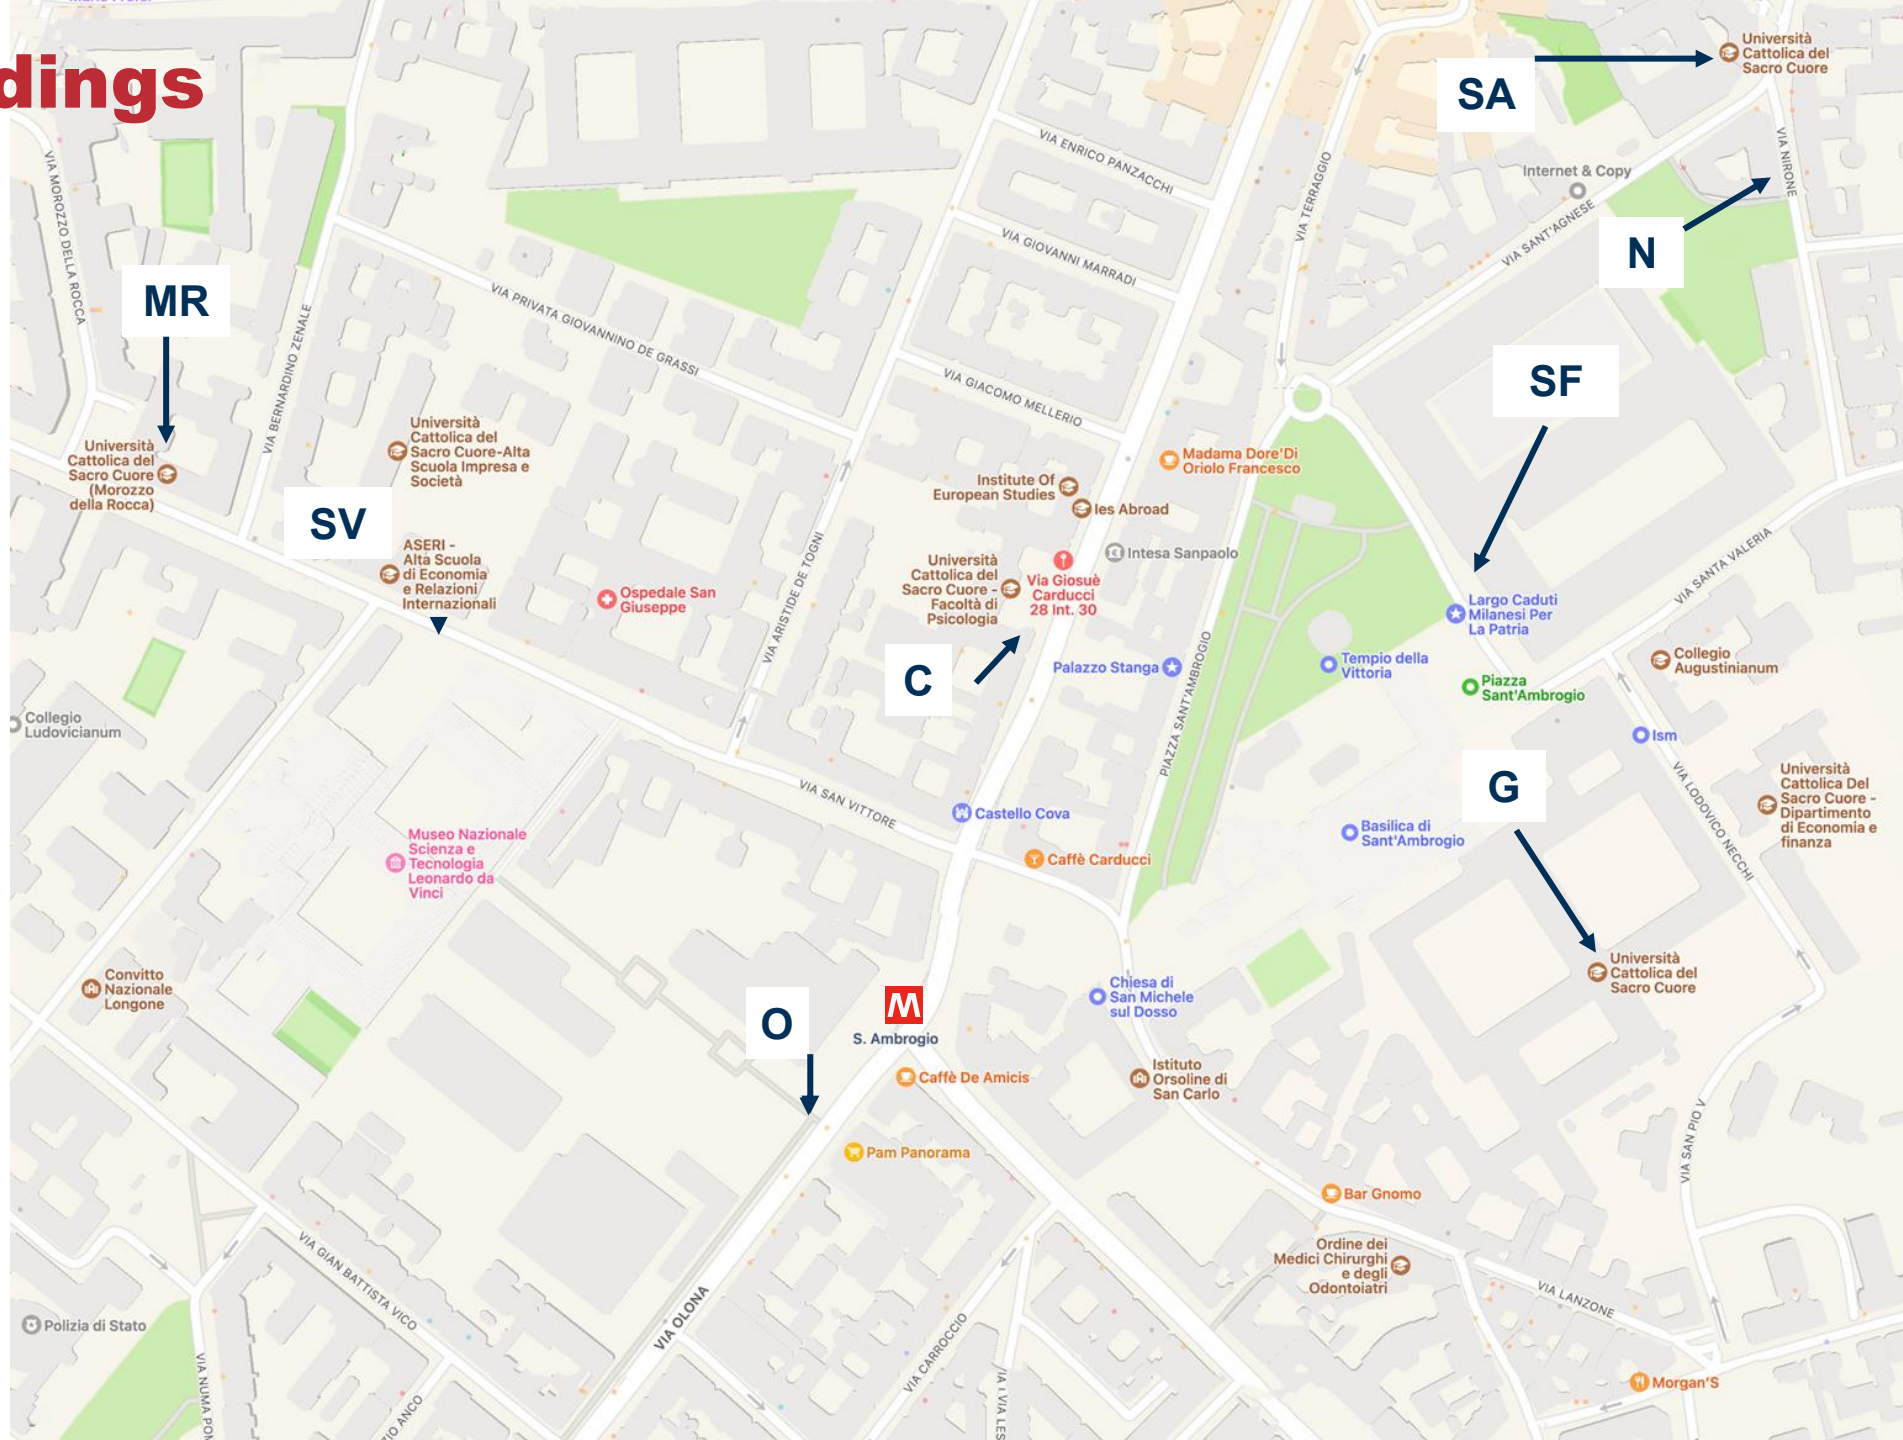 dings
Università
Cattolica del
Sacro Cuore
SA
VIA ENRICO PANZACCHI
VIA TERRAGGIO
VIA NIRONE
Internet & Copy
VIA SANT'AGNESE
N
VIA MOROZZO DELLA ROCCA
VIA GIOVANNI MARRADI
MR
VIA PRIVATA GIOVANNINO DE GRASSI
VIA BERNARDINO ZENALE
VIA GIACOMO MELLERIO
SF
Università
Cattolica del
Sacro Cuore
(Morozzo
della Rocca)
Università
Cattolica del
Sacro Cuore-Alta
Scuola Impresa e
Società
Madama Dore'Di
Oriolo Francesco
Institute Of
European Studies
Ies Abroad
SV
ASERI -
Alta Scuola
di Economia
e Relazioni
Internazionali
Ospedale San
Giuseppe
VIA ARISTIDE DE TOGNI
Università
Cattolica del
Sacro Cuore -
Facoltà di
Psicologia
Intesa Sanpaolo
Via Giosuè
Carducci
28 Int. 30
VIA SANTA VALERIA
Largo Caduti
Milanesi Per
La Patria
C
Palazzo Stanga
PIAZZA SANT'AMBROGIO
Tempio della
Vittoria
Piazza
Sant'Ambrogio
Collegio
Augustinianum
Collegio
Ludovicianum
Ism
G
VIA LODOVICO NECCHI
Università
Cattolica Del
Sacro Cuore -
Dipartimento
di Economia e
finanza
VIA SAN VITTORE
Castello Cova
Museo Nazionale
Scienza e
Tecnologia
Leonardo da
Vinci
Caffè Carducci
Basilica di
Sant'Ambrogio
Convitto
Nazionale
Longone
Università
Cattolica del
Sacro Cuore
Chiesa di
San Michele
sul Dosso
O
M
S. Ambrogio
Caffè De Amicis
Istituto
Orsoline di
San Carlo
Pam Panorama
VIA SAN PIO V
Bar Gnomo
Ordine dei
Medici Chirurghi
e degli
Odontoiatri
VIA GIAN BATTISTA VICO
VIA OLONA
VIA LANZONE
Polizia di Stato
VIA CARROCCIO
VIA NUMA POM
Morgan'S